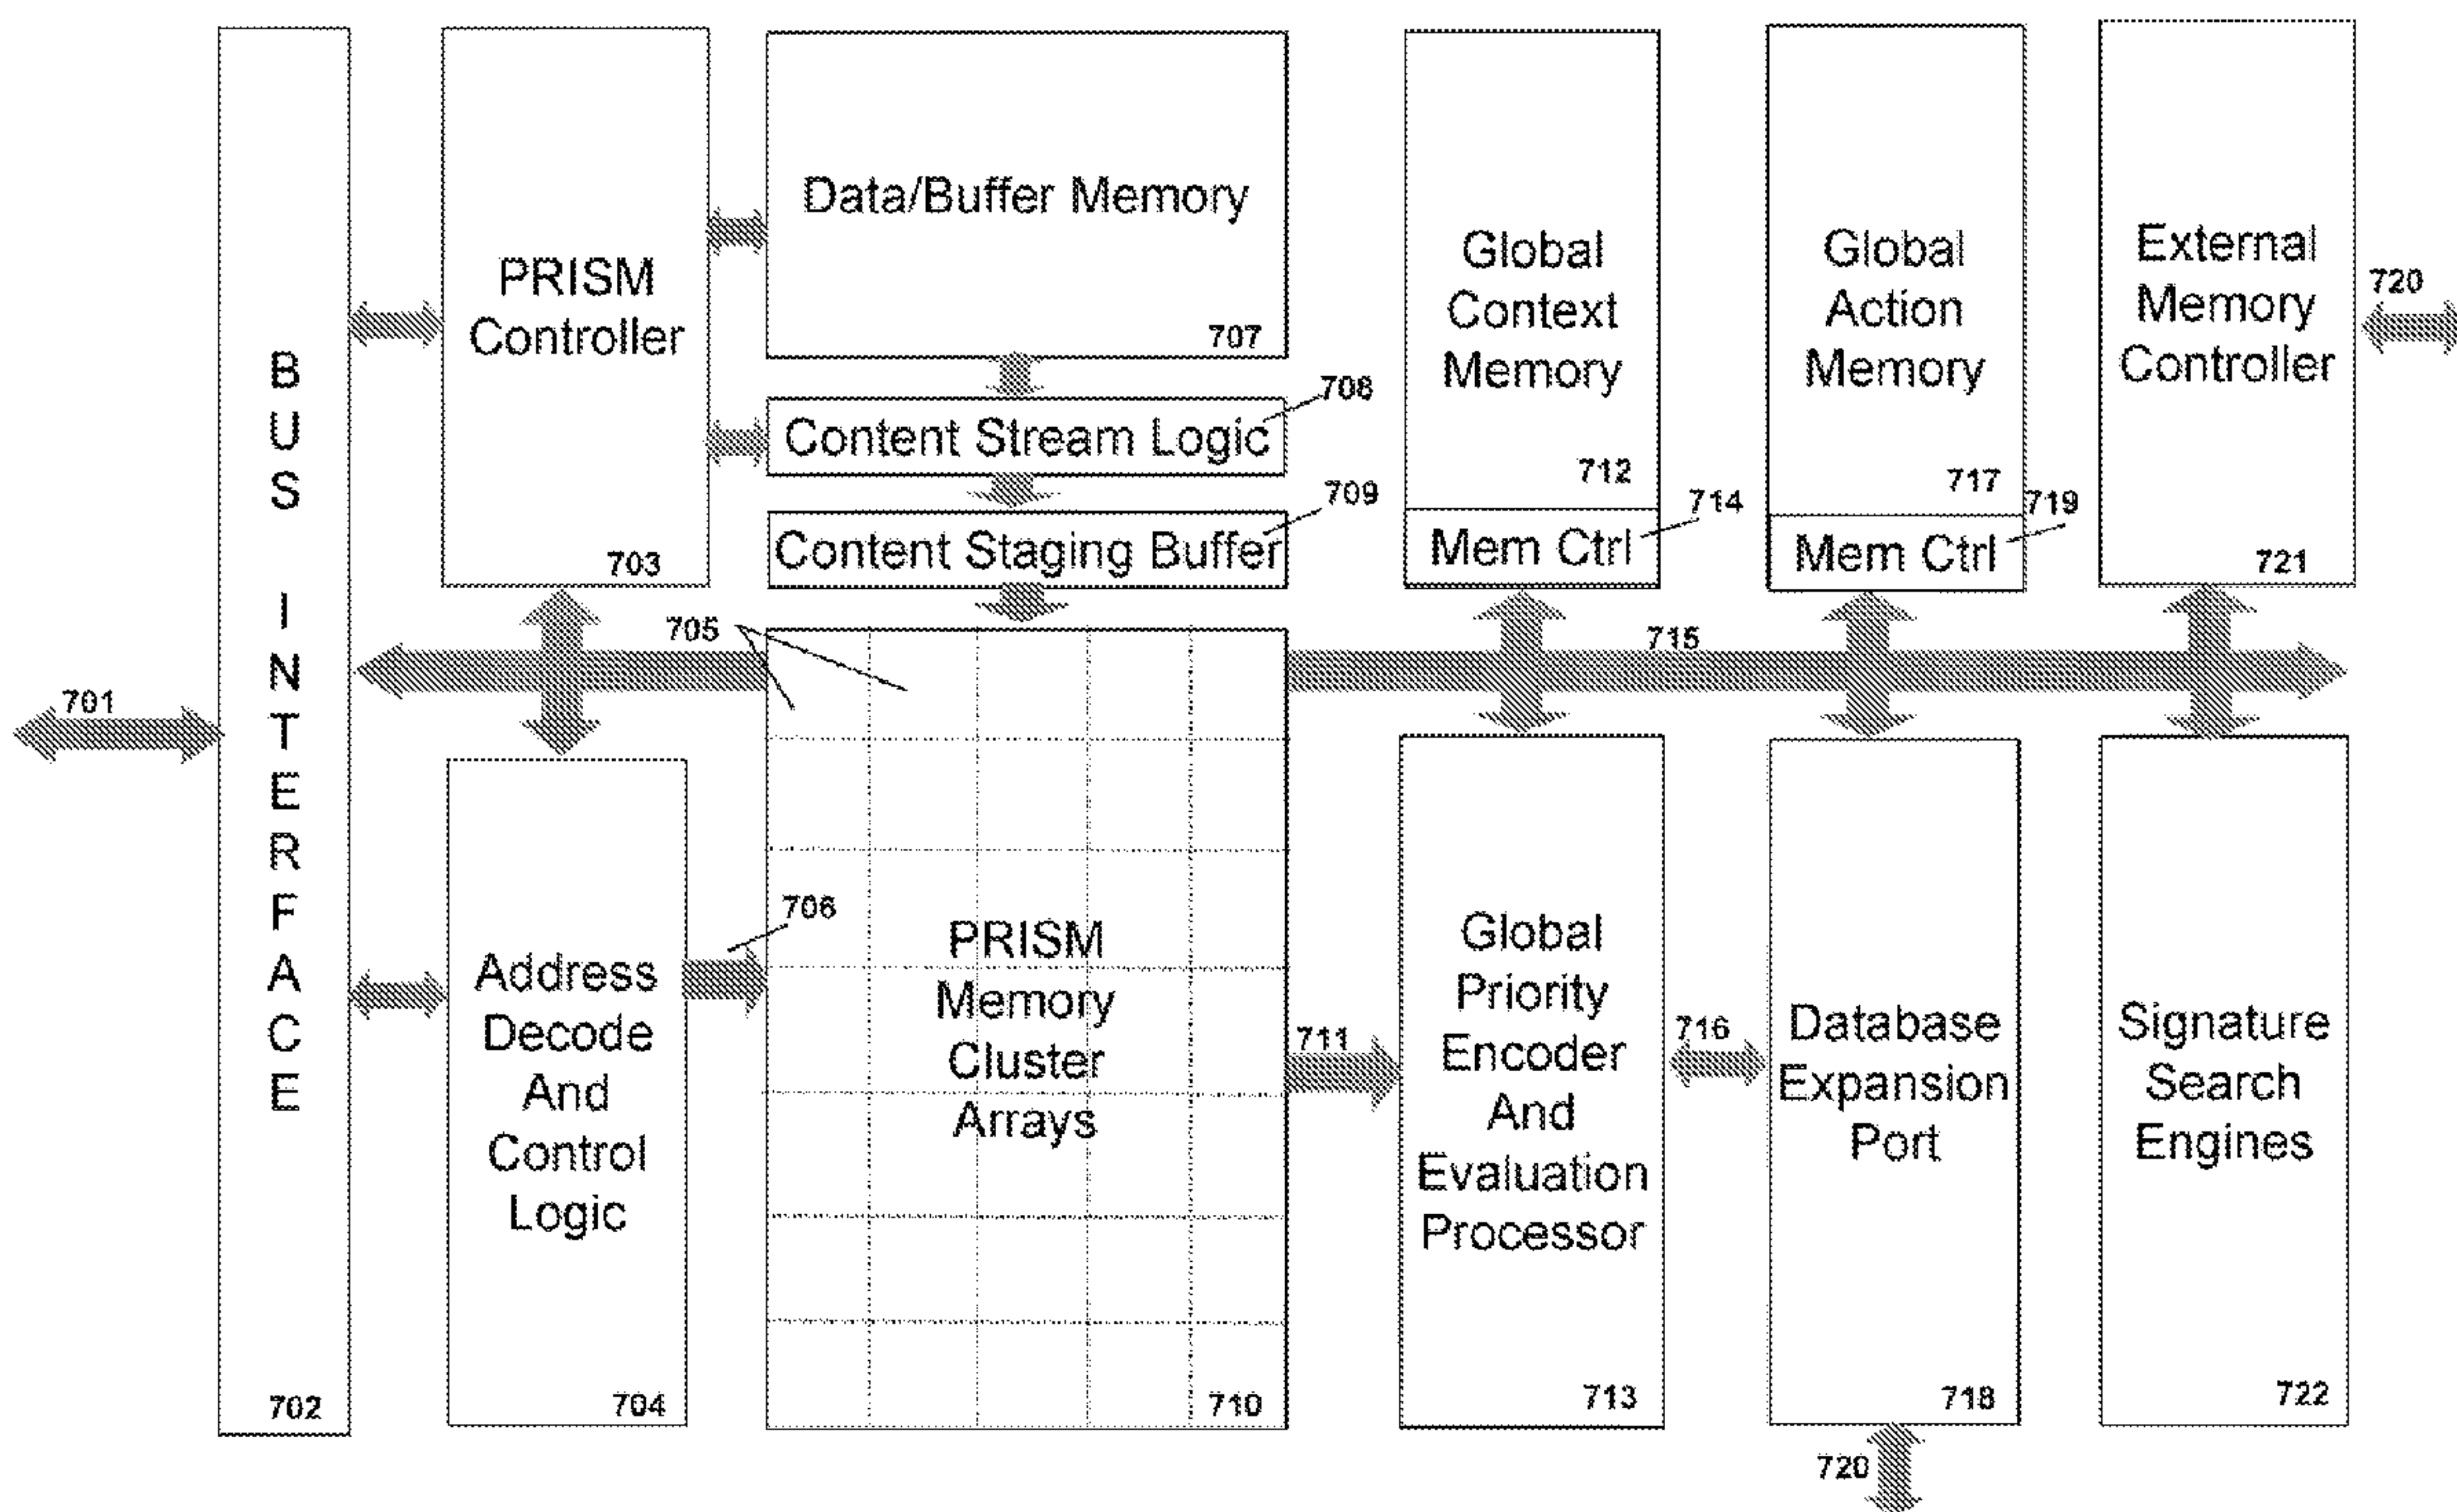 BUS INTERFACE
702
701
PRISM
Controller
703
Data/Buffer Memory
707
Content Stream Logic
708
Content Staging Buffer
709
Global
Context
Memory
712
Mem Ctrl
714
Global
Action
Memory
717
Mem Ctrl
719
External
Memory
Controller
721
720
705
715
Address
Decode
And
Control
Logic
704
706
PRISM
Memory
Cluster
Arrays
710
711
Global
Priority
Encoder
And
Evaluation
Processor
713
716
Database
Expansion
Port
718
720
Signature
Search
Engines
722